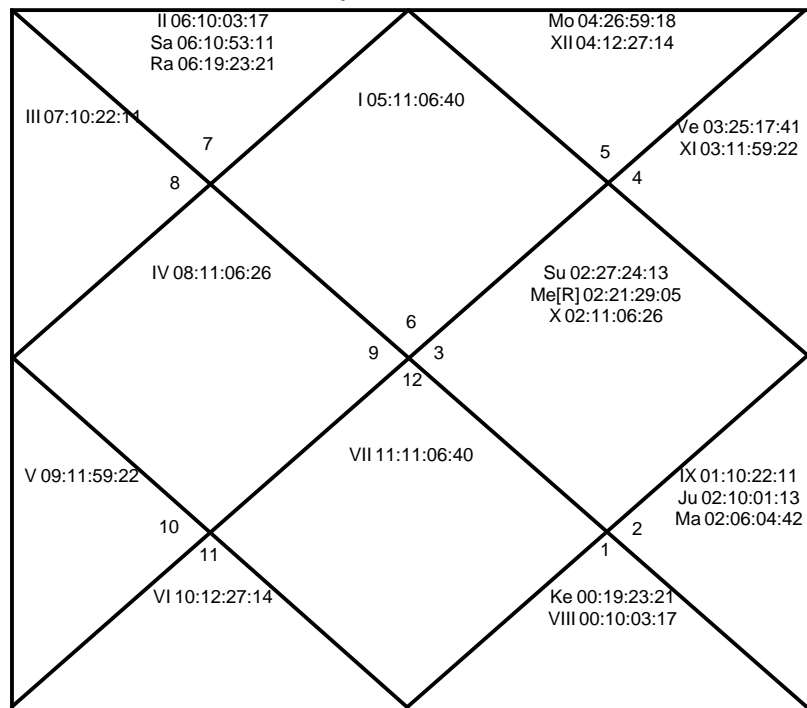 II 06:10:03:17
Sa 06:10:53:11
Ra 06:19:23:21
Mo 04:26:59:18
XII 04:12:27:14
I 05:11:06:40
III 07:10:22:11
Ve 03:25:17:41
XI 03:11:59:22
7
5
8
4
IV 08:11:06:26
Su 02:27:24:13
Me[R] 02:21:29:05
X 02:11:06:26
6
9
3
12
VII 11:11:06:40
V 09:11:59:22
IX 01:10:22:11
Ju 02:10:01:13
Ma 02:06:04:42
10
2
11
1
VI 10:12:27:14
Ke 00:19:23:21
VIII 00:10:03:17